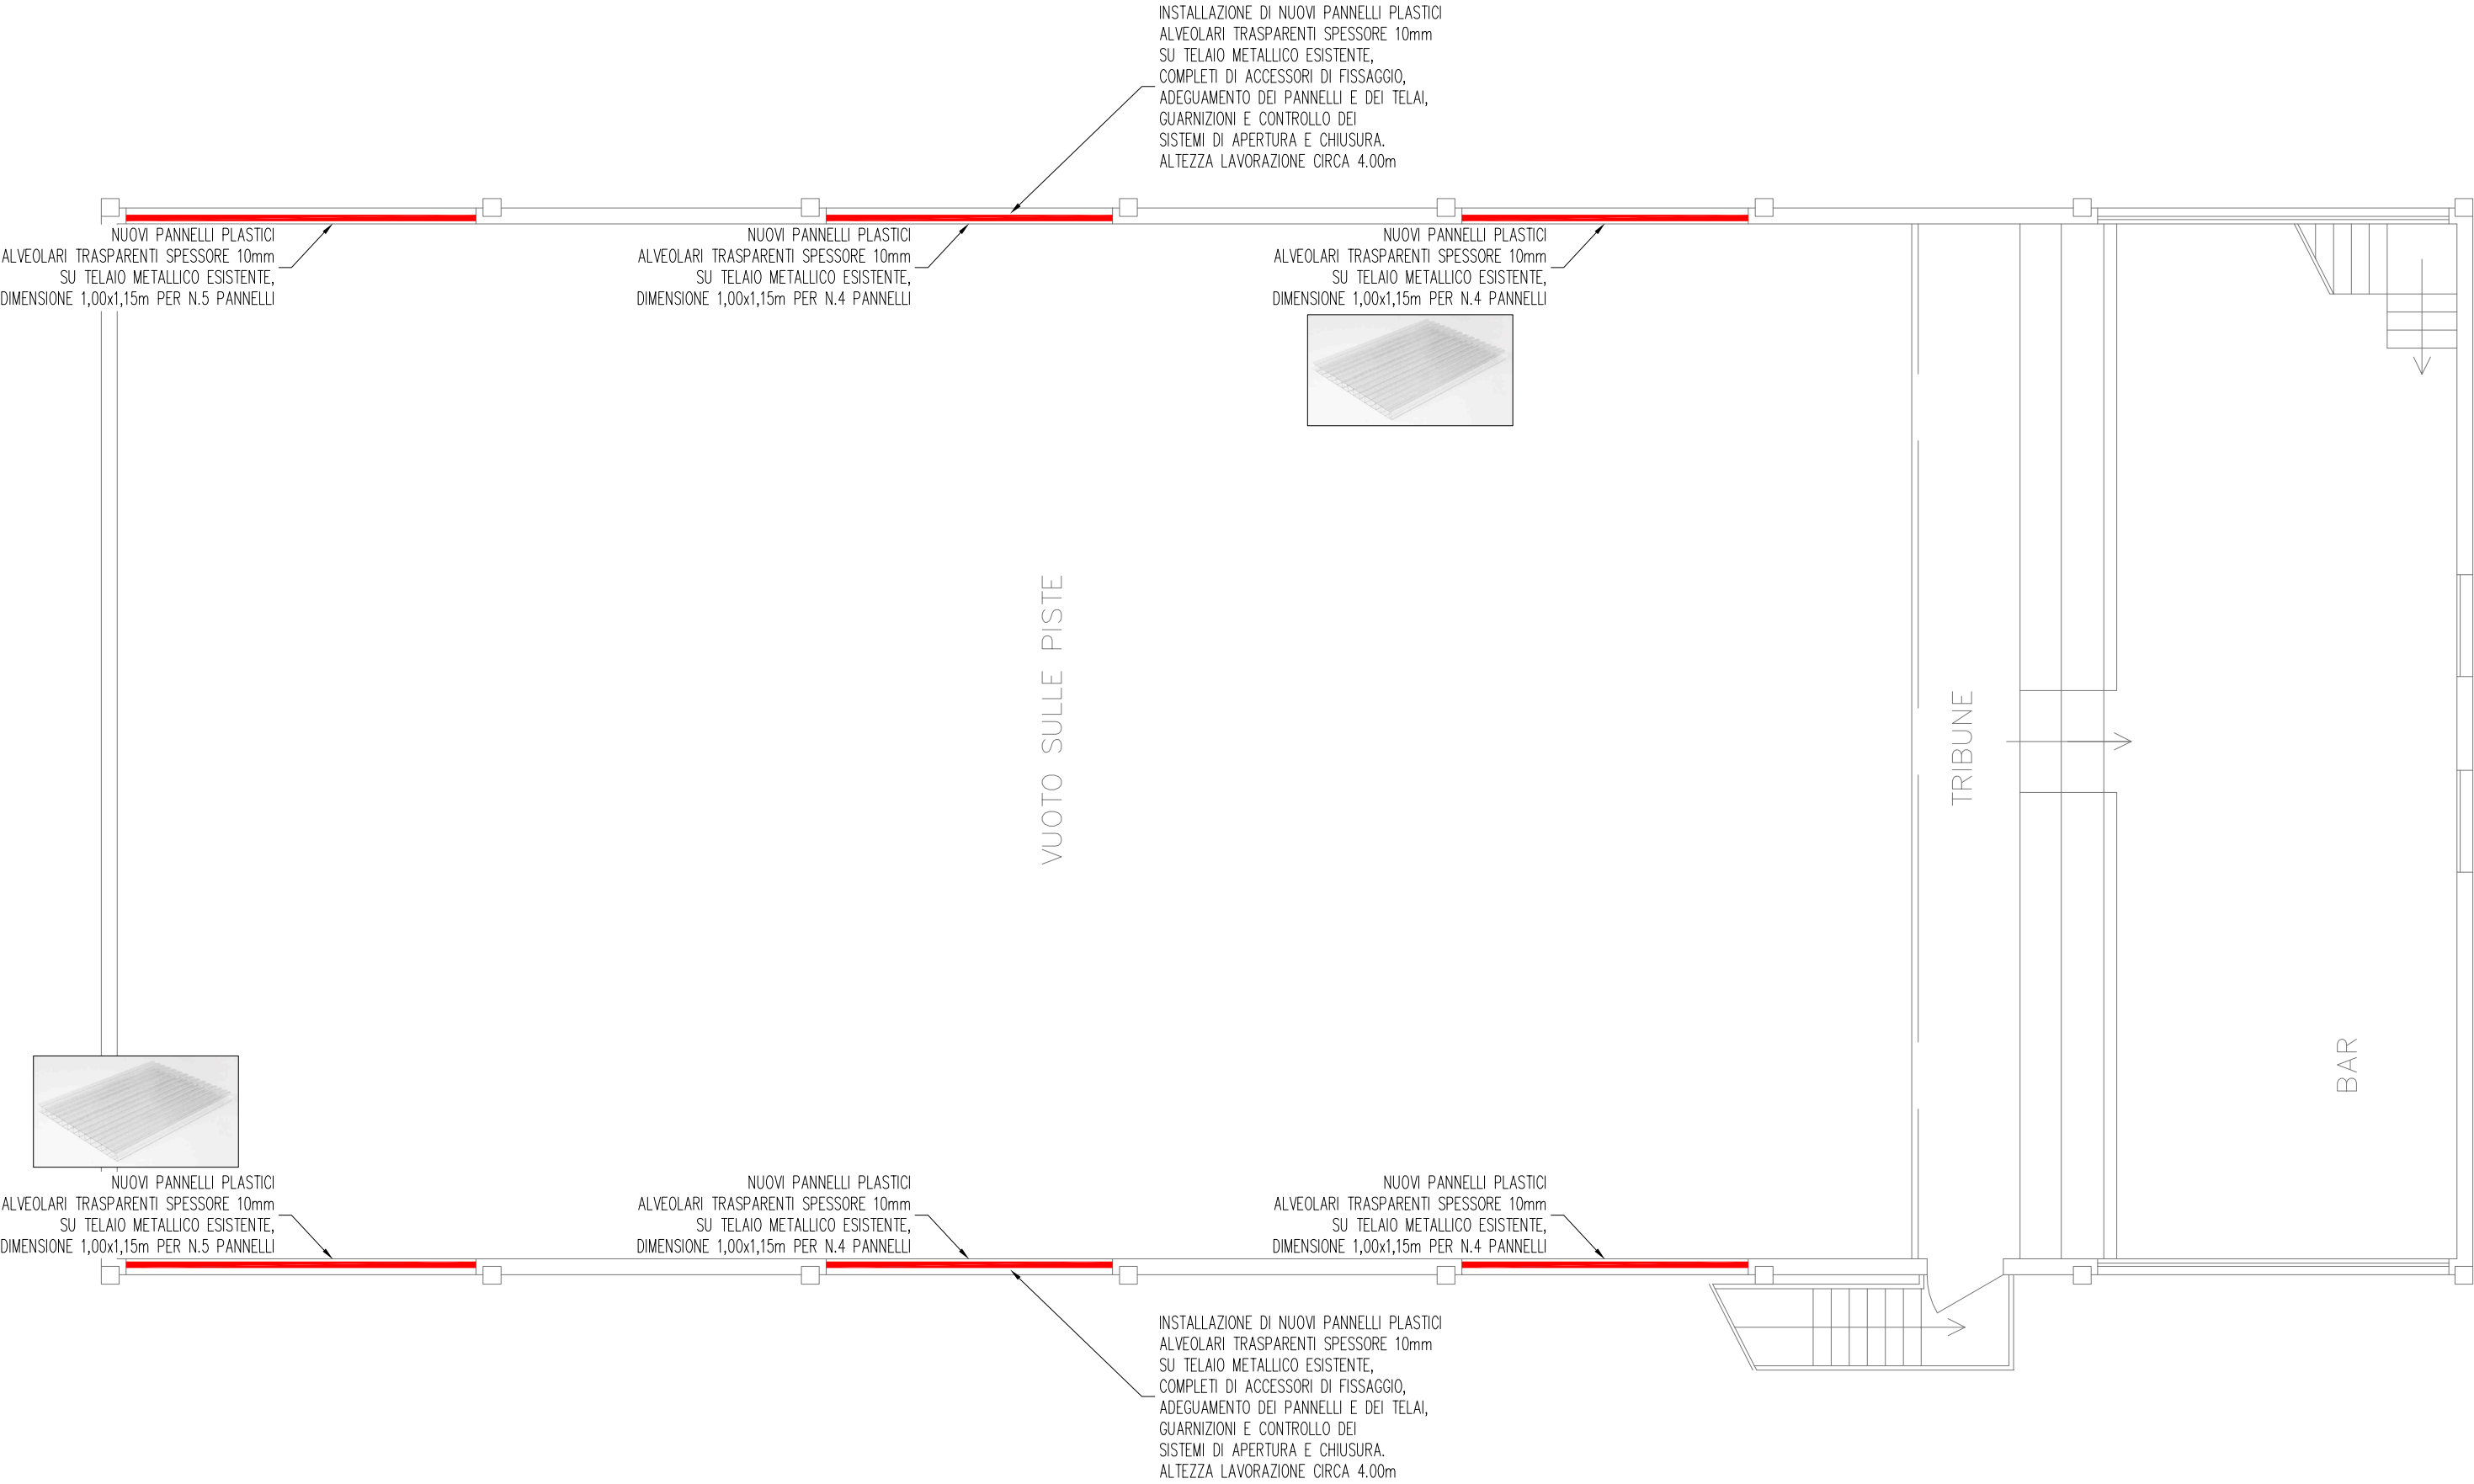 INSTALLAZIONE DI NUOVI PANNELLI PLASTICI
ALVEOLARI TRASPARENTI SPESSORE 10mm
SU TELAIO METALLICO ESISTENTE,
COMPLETI DI ACCESSORI DI FISSAGGIO,
ADEGUAMENTO DEI PANNELLI E DEI TELAI,
GUARNIZIONI E CONTROLLO DEI
SISTEMI DI APERTURA E CHIUSURA.
ALTEZZA LAVORAZIONE CIRCA 4.00m
NUOVI PANNELLI PLASTICI
ALVEOLARI TRASPARENTI SPESSORE 10mm
SU TELAIO METALLICO ESISTENTE,
DIMENSIONE 1,00x1,15m PER N.5 PANNELLI
NUOVI PANNELLI PLASTICI
ALVEOLARI TRASPARENTI SPESSORE 10mm
SU TELAIO METALLICO ESISTENTE,
DIMENSIONE 1,00x1,15m PER N.4 PANNELLI
NUOVI PANNELLI PLASTICI
ALVEOLARI TRASPARENTI SPESSORE 10mm
SU TELAIO METALLICO ESISTENTE,
DIMENSIONE 1,00x1,15m PER N.4 PANNELLI
VUOTO SULLE PISTE
TRIBUNE
BAR
NUOVI PANNELLI PLASTICI
ALVEOLARI TRASPARENTI SPESSORE 10mm
SU TELAIO METALLICO ESISTENTE,
DIMENSIONE 1,00x1,15m PER N.5 PANNELLI
NUOVI PANNELLI PLASTICI
ALVEOLARI TRASPARENTI SPESSORE 10mm
SU TELAIO METALLICO ESISTENTE,
DIMENSIONE 1,00x1,15m PER N.4 PANNELLI
NUOVI PANNELLI PLASTICI
ALVEOLARI TRASPARENTI SPESSORE 10mm
SU TELAIO METALLICO ESISTENTE,
DIMENSIONE 1,00x1,15m PER N.4 PANNELLI
INSTALLAZIONE DI NUOVI PANNELLI PLASTICI
ALVEOLARI TRASPARENTI SPESSORE 10mm
SU TELAIO METALLICO ESISTENTE,
COMPLETI DI ACCESSORI DI FISSAGGIO,
ADEGUAMENTO DEI PANNELLI E DEI TELAI,
GUARNIZIONI E CONTROLLO DEI
SISTEMI DI APERTURA E CHIUSURA.
ALTEZZA LAVORAZIONE CIRCA 4.00m